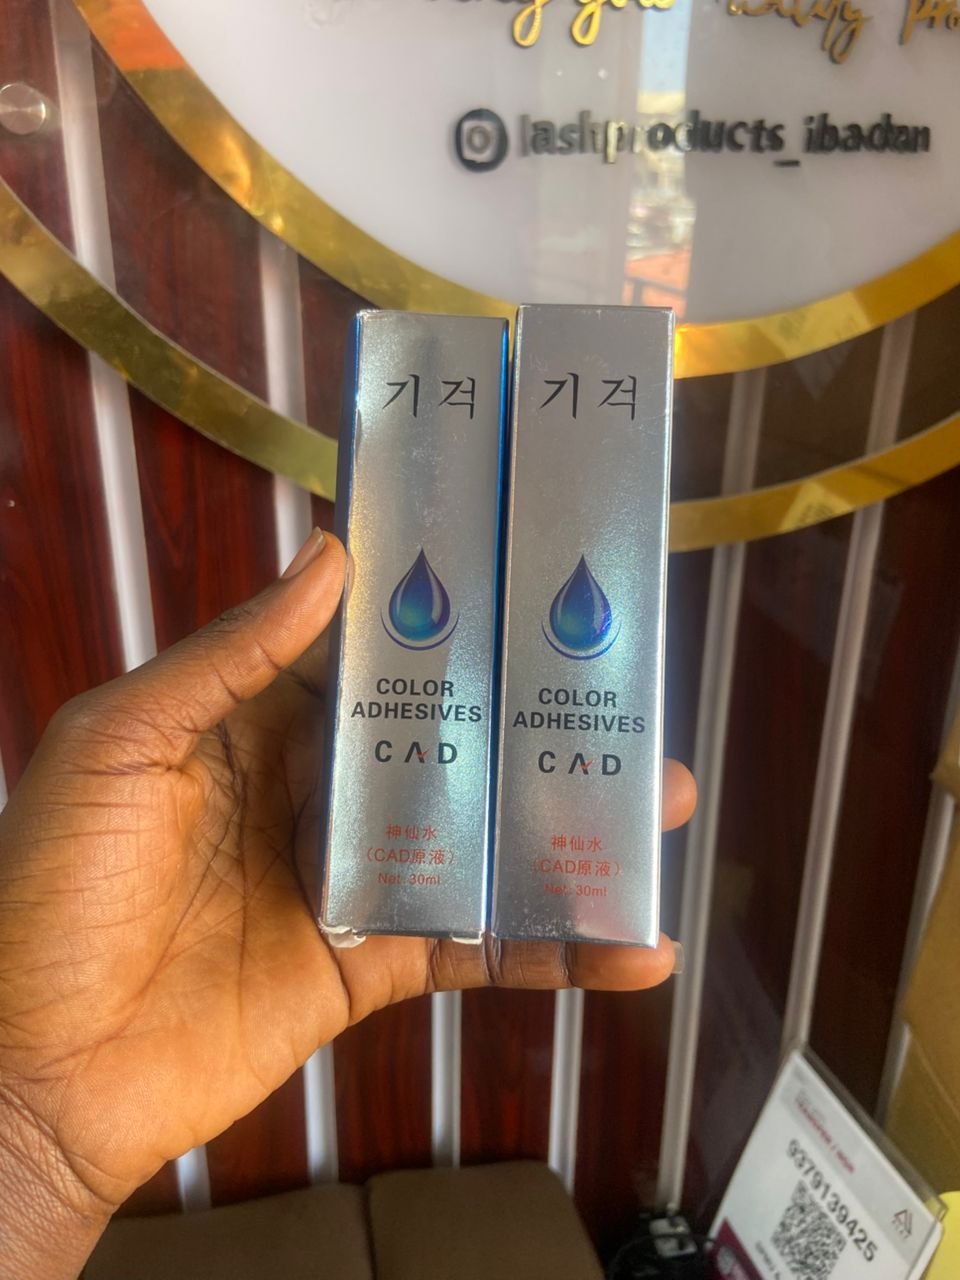 lashproducts_ibadan
기격
COLOR
ADHESIVES
CAD
神仙水
(CAD原液)
Net: 30ml
기격
COLOR
ADHESIVES
CAD
神仙水
(CAD原液)
Net: 30ml
9379139425